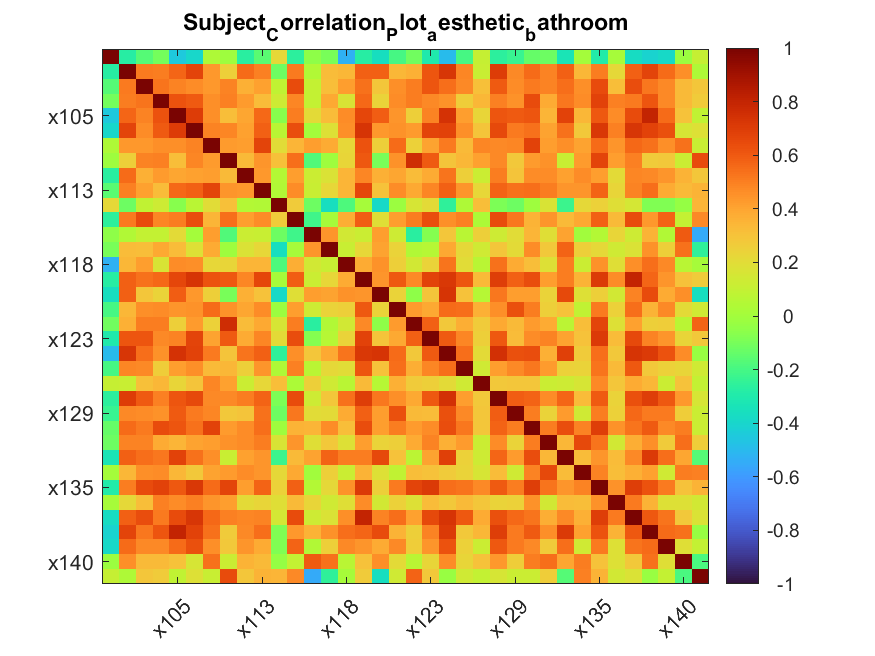 Subject_Correlation_Plot_aesthetic_bathroom
x105
x113
x118
x123
x129
x135
x140
x105
x113
x118
x123
x129
x135
x140
1
0.8
0.6
0.4
0.2
0
-0.2
-0.4
-0.6
-0.8
-1